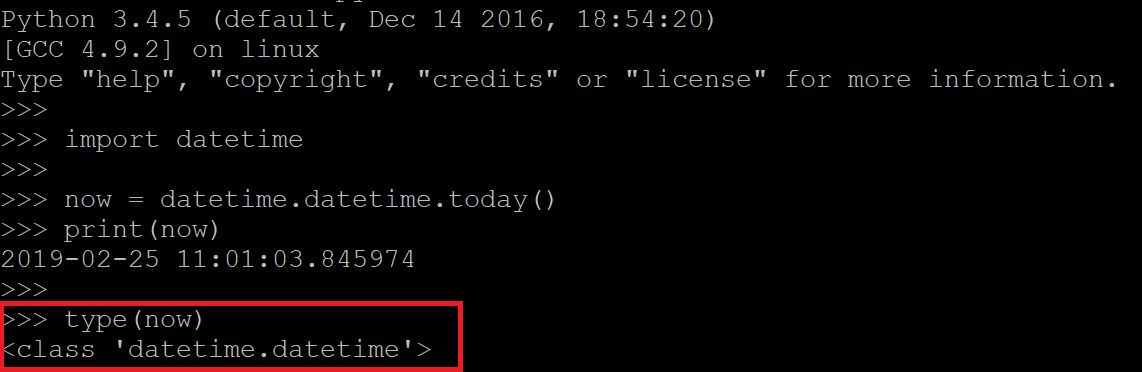 Python 3.4.5 (default, Dec 14 2016, 18:54:20)
[GCC 4.9.2] on linux
Type "help", "copyright", "credits" or "license" for more information.
>>>
>>> import datetime
>>>
>>> now = datetime.datetime.today()
>>> print(now)
2019-02-25 11:01:03.845974
>>>
>>> type(now)
<class 'datetime.datetime'>